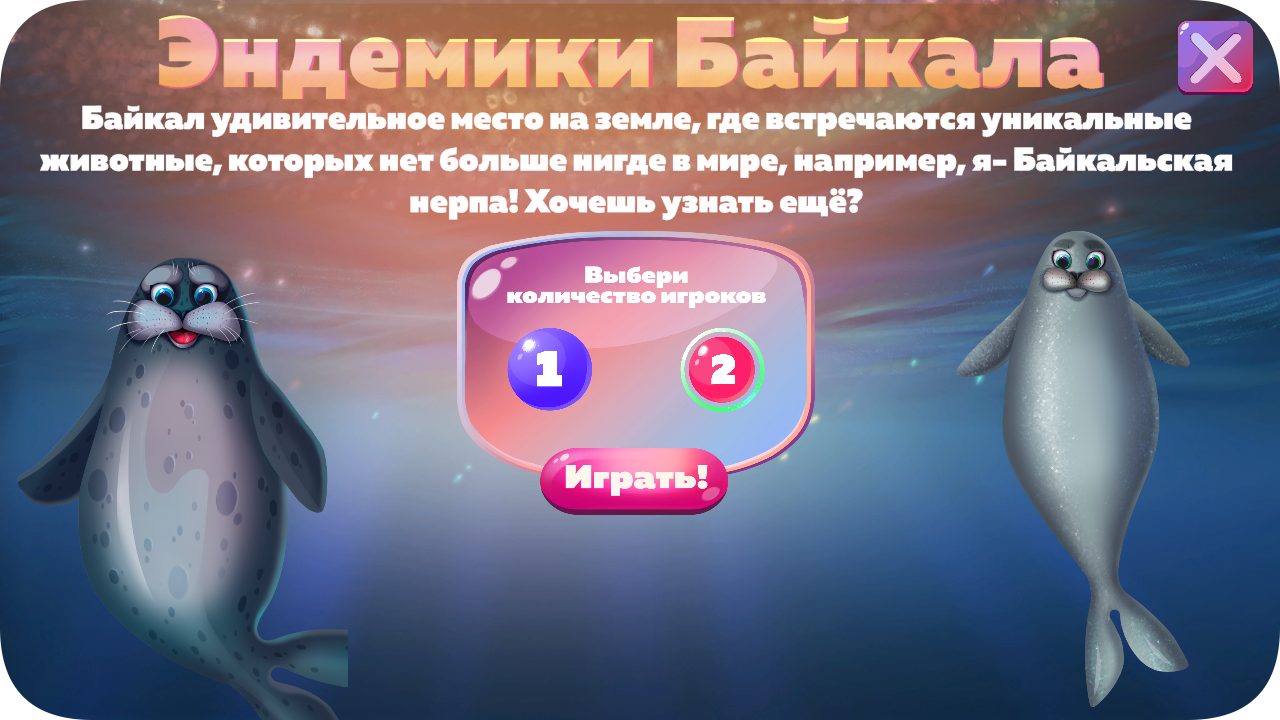 Эндемики Байкала
Байкал удивительное место на земле, где встречаются уникальные
животные, которых нет больше нигде в мире, например, я- Байкальская
нерпа! Хочешь узнать ещё?
Выбери
количество игроков
1 2
Играть!